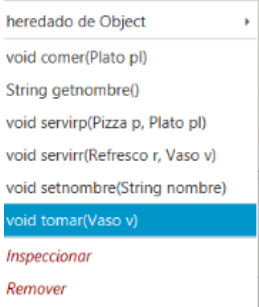 heredado de Object
void comer(Plato pl)
String getnombre()
void servirp(Pizza p, Plato pl)
void servirr(Refresco r, Vaso v)
void setnombre(String nombre)
void tomar(Vaso v)
Inspeccionar
Remover